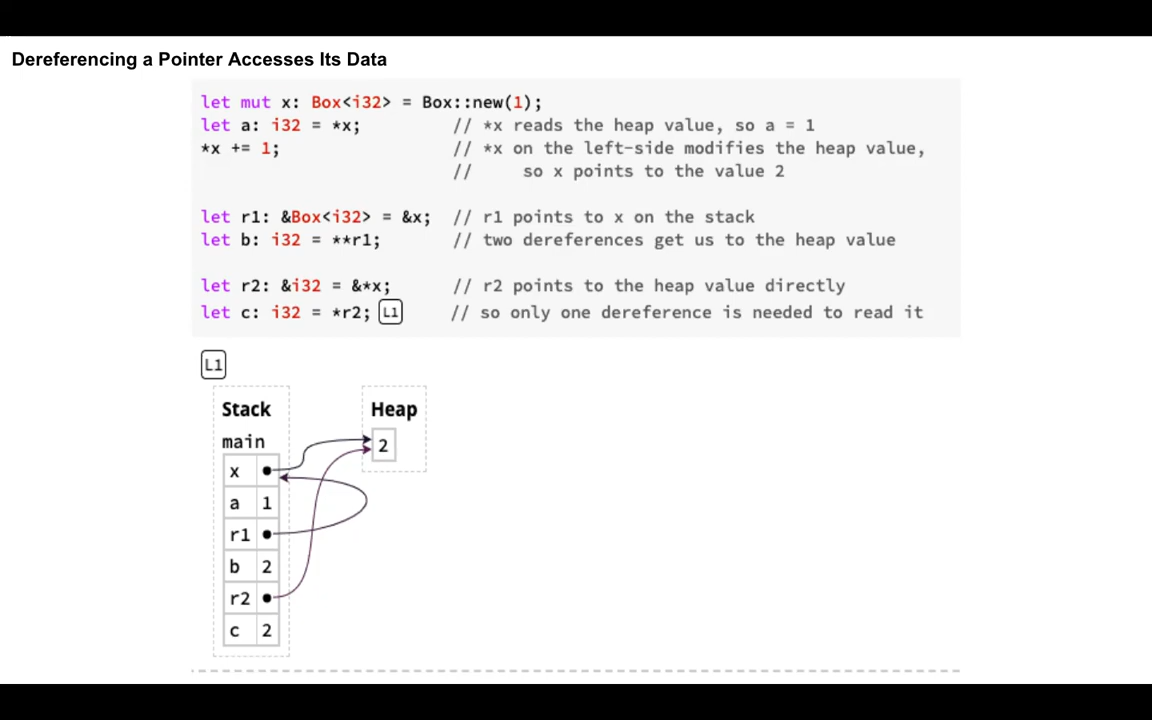 Dereferencing a Pointer Accesses Its Data
let mut x: Box<i32> = Box::new(1);
let a: i32 = *x;         // *x reads the heap value, so a = 1
*x += 1;                 // *x on the left-side modifies the heap value,
                         //     so x points to the value 2
let r1: &Box<i32> = &x;  // r1 points to x on the stack
let b: i32 = **r1;       // two dereferences get us to the heap value
let r2: &i32 = &*x;      // r2 points to the heap value directly
let c: i32 = *r2; L1     // so only one dereference is needed to read it
L1
Stack Heap
main 2
x
a 1
r1
b 2
r2
c 2